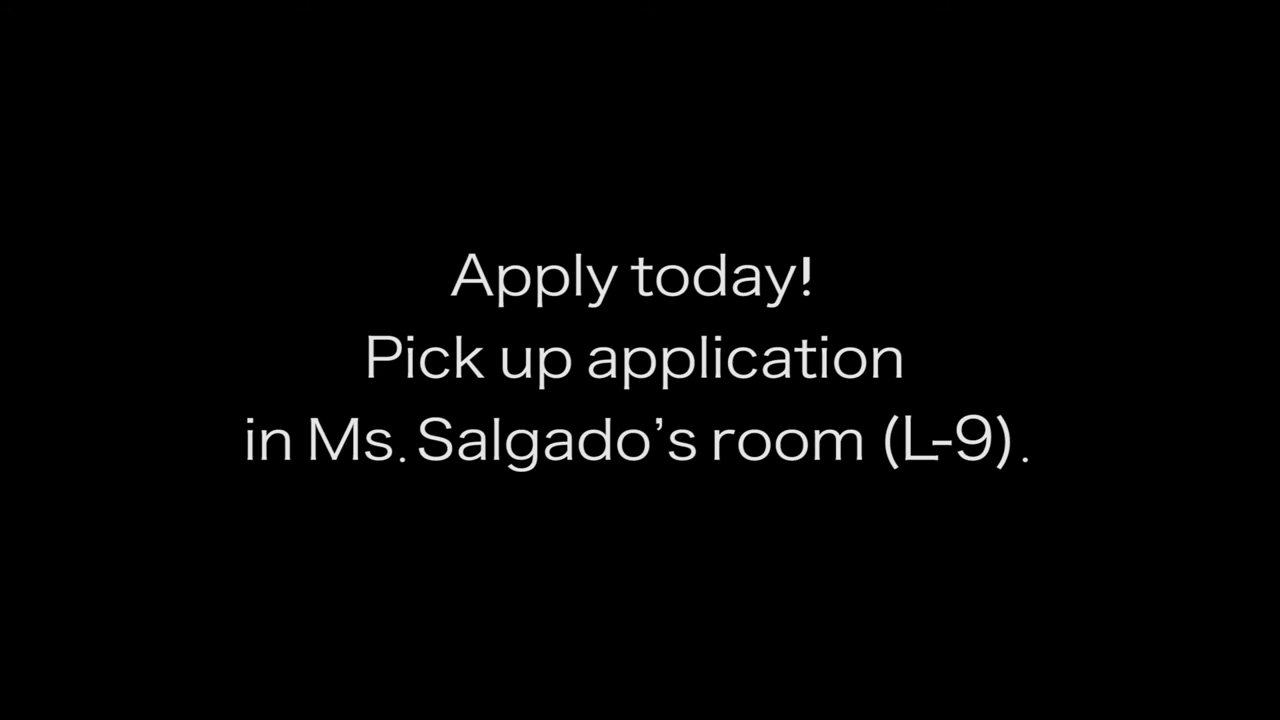 Apply today!
Pick up application
in Ms. Salgado’s room (L-9).